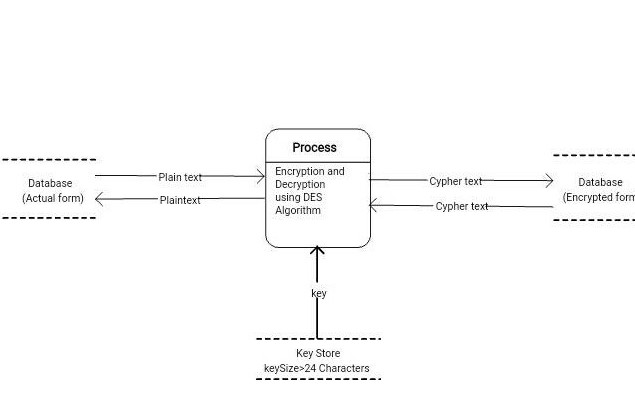 Process
Encryption and
Decryption
using DES
Algorithm
Database
(Actual form)
Plain text
Plaintext
Cypher text
Cypher text
Database
(Encrypted form
key
Key Store
keySize>24 Characters